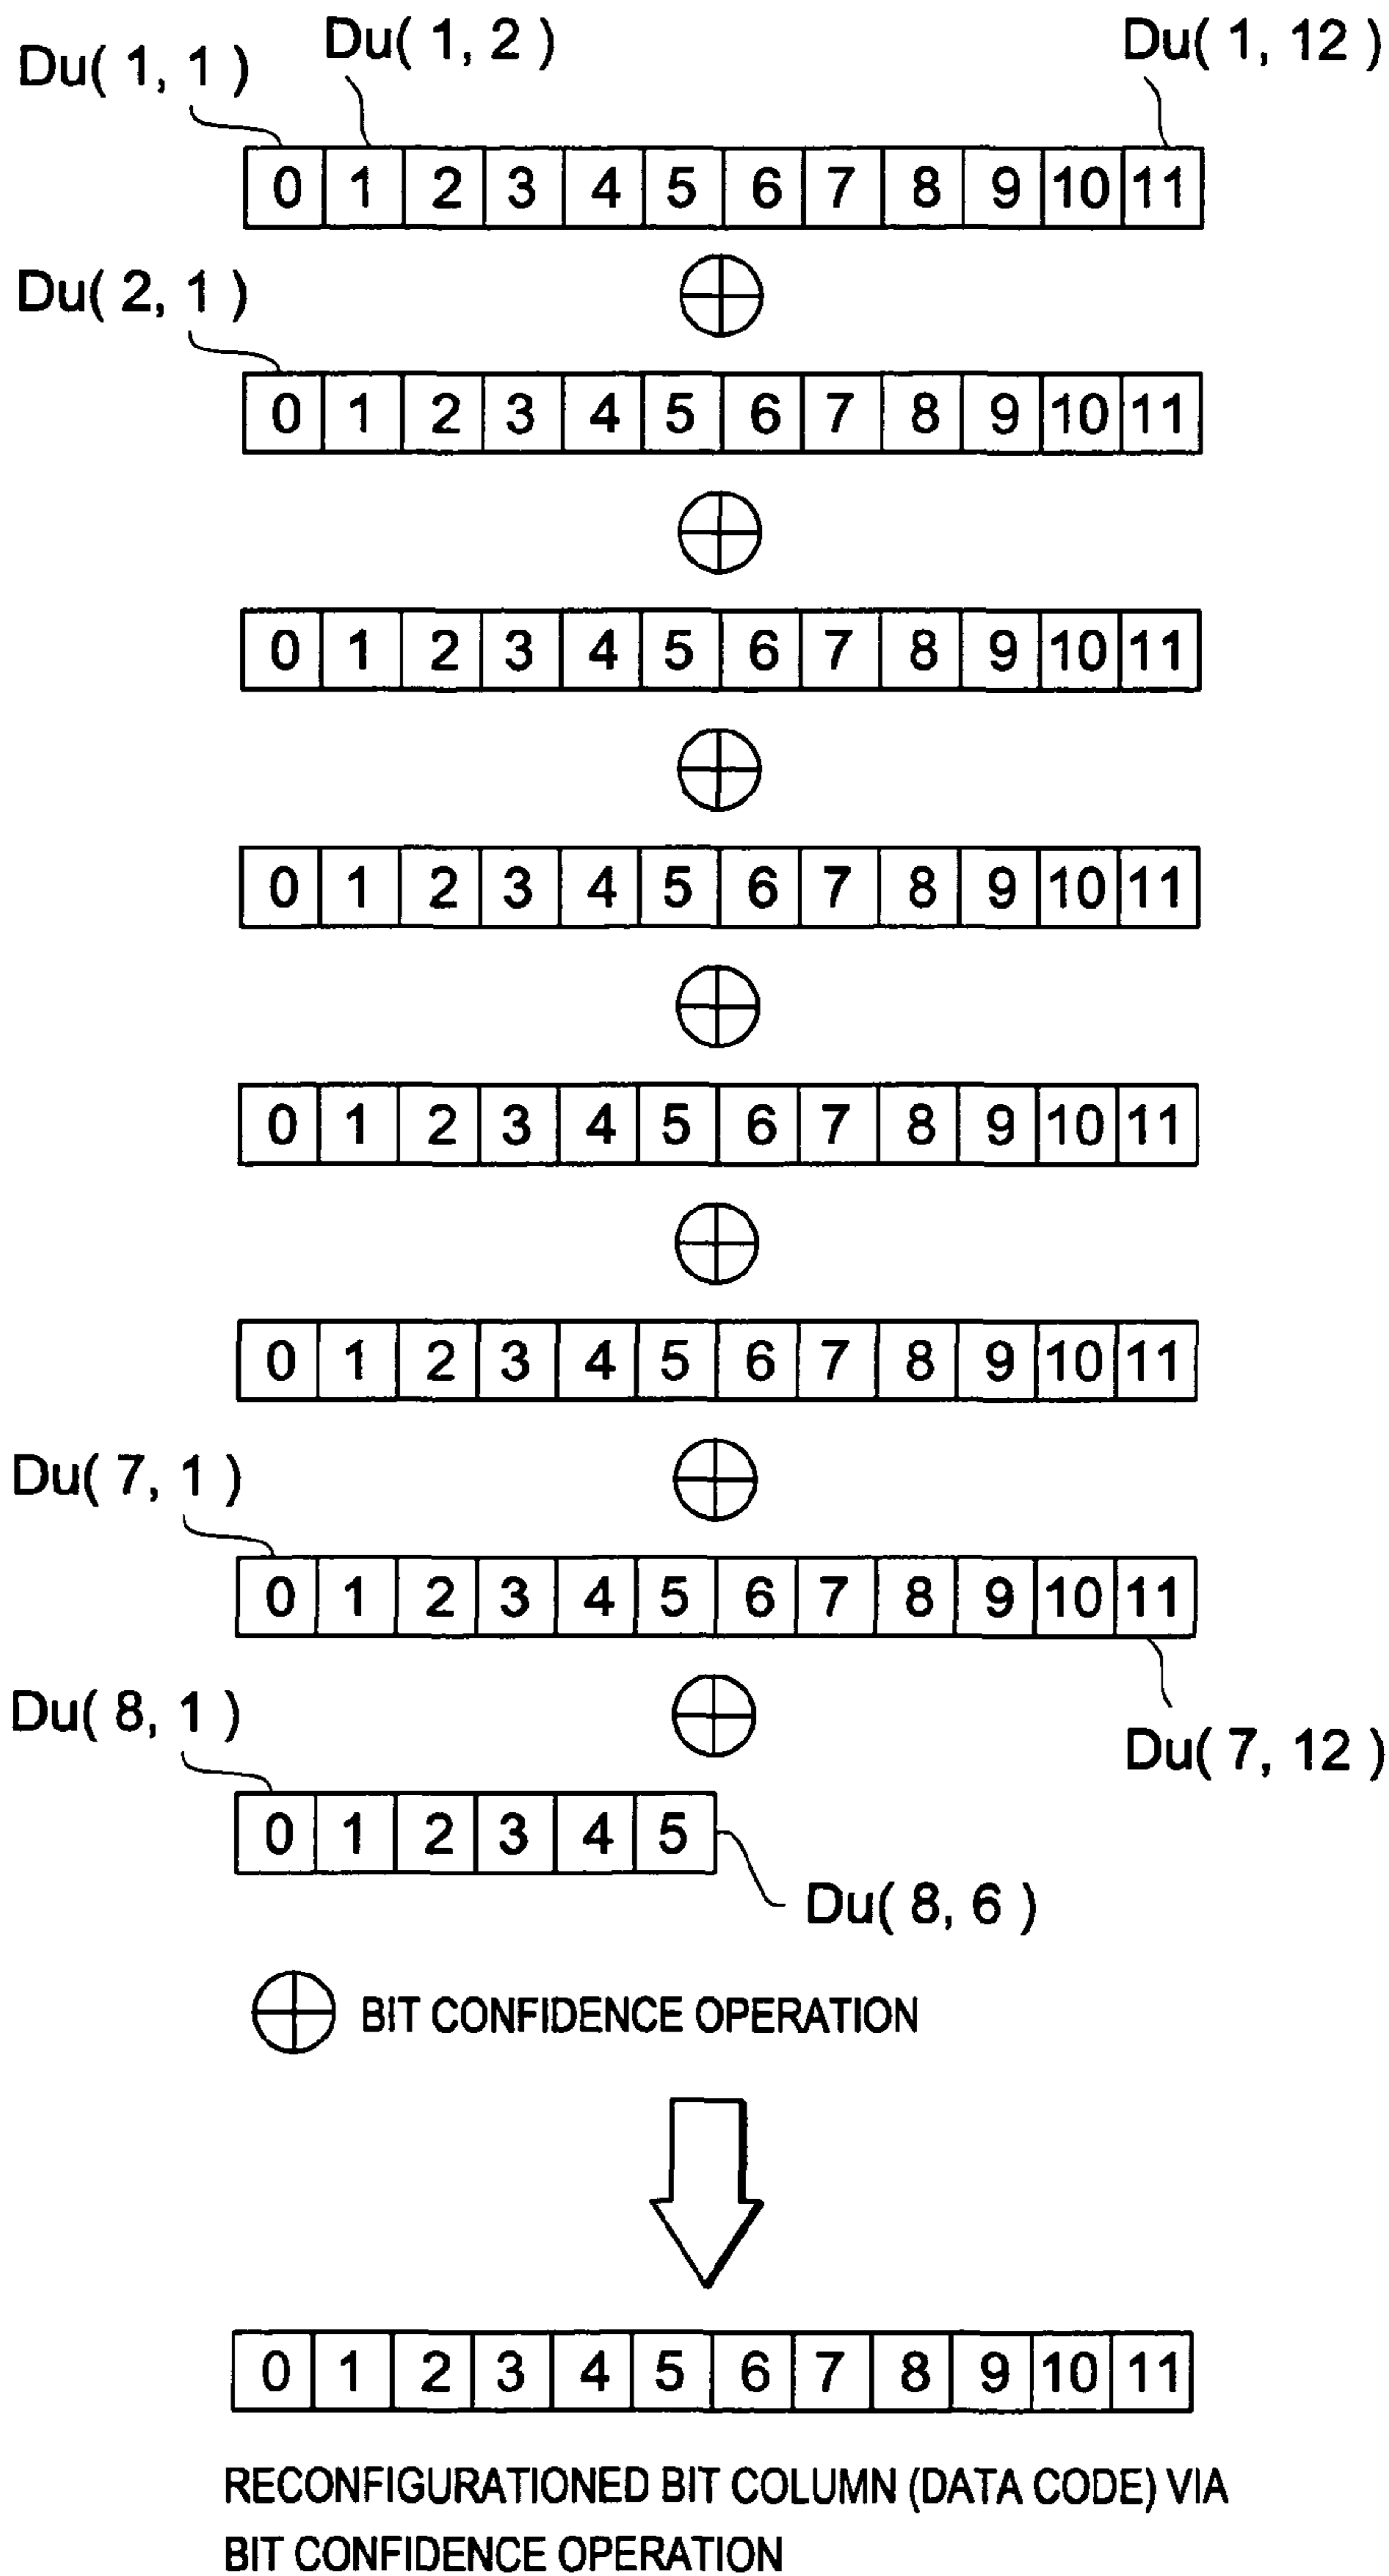 Du( 1, 1 ) Du( 1, 2 ) Du( 1, 12 )
0 1 2 3 4 5 6 7 8 9 10 11
Du( 2, 1 )
0 1 2 3 4 5 6 7 8 9 10 11
0 1 2 3 4 5 6 7 8 9 10 11
0 1 2 3 4 5 6 7 8 9 10 11
0 1 2 3 4 5 6 7 8 9 10 11
0 1 2 3 4 5 6 7 8 9 10 11
Du( 7, 1 )
0 1 2 3 4 5 6 7 8 9 10 11
Du( 8, 1 )
Du( 7, 12 )
0 1 2 3 4 5
Du( 8, 6 )
BIT CONFIDENCE OPERATION
0 1 2 3 4 5 6 7 8 9 10 11
RECONFIGURATIONED BIT COLUMN (DATA CODE) VIA
BIT CONFIDENCE OPERATION